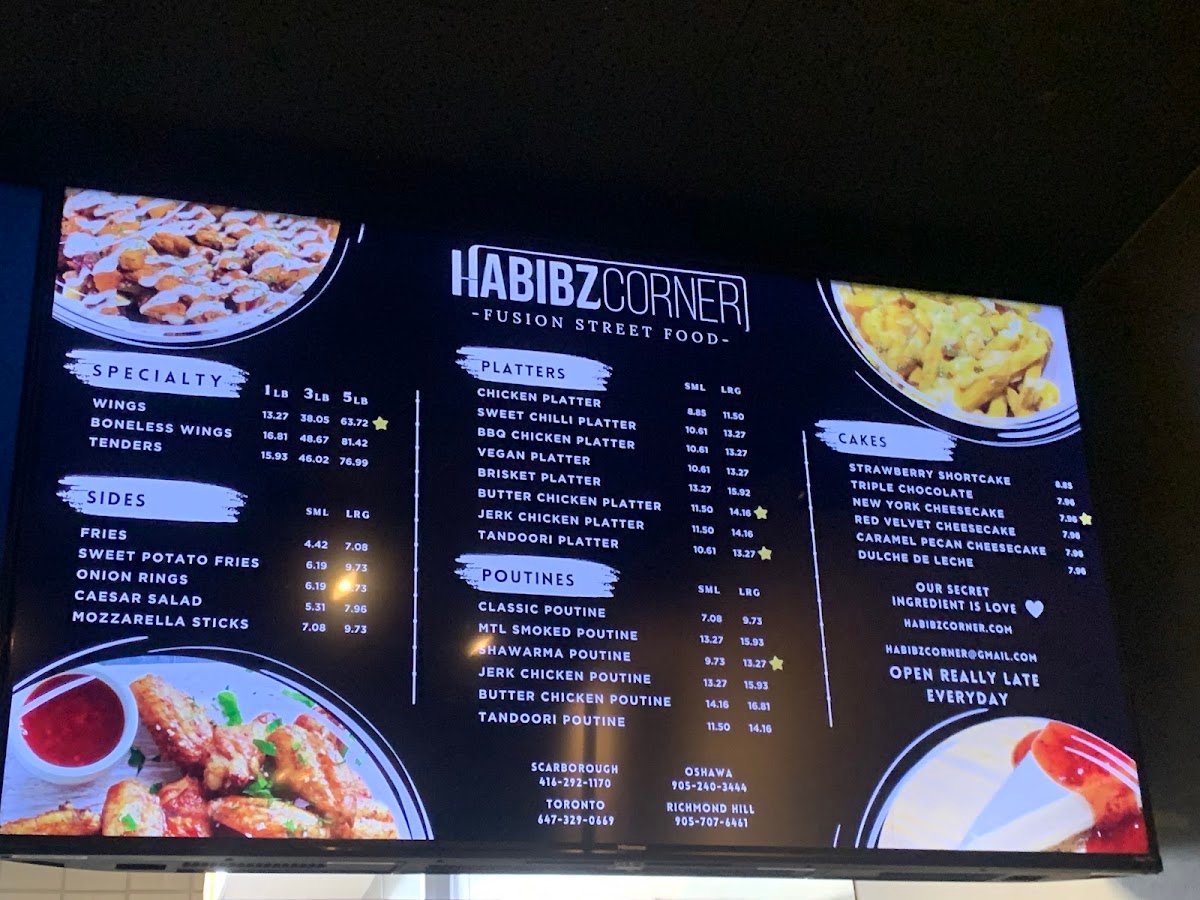 HABIBZCORNER
-FUSION STREET FOOD-
SPECIALTY 1LB 3LB 5LB
WINGS 13.27 38.05 63.72
BONELESS WINGS 16.81 48.67 81.42
TENDERS 15.93 46.02 76.99
SIDES SML LRG
FRIES 4.42 7.08
SWEET POTATO FRIES 6.19 9.73
ONION RINGS 6.19
CAESAR SALAD 5.31 7.96
MOZZARELLA STICKS 7.08 9.73
PLATTERS SML LRG
CHICKEN PLATTER 8.85 11.50
SWEET CHILLI PLATTER 10.61 13.27
BBQ CHICKEN PLATTER 10.61 13.27
VEGAN PLATTER 10.61 13.27
BRISKET PLATTER 13.27 15.92
BUTTER CHICKEN PLATTER 11.50 14.16
JERK CHICKEN PLATTER 11.50 14.16
TANDOORI PLATTER 10.61 13.27
POUTINES SML LRG
CLASSIC POUTINE 7.08 9.73
MTL SMOKED POUTINE 13.27 15.93
SHAWARMA POUTINE 9.73 13.27
JERK CHICKEN POUTINE 13.27 15.93
BUTTER CHICKEN POUTINE 14.16 16.81
TANDOORI POUTINE 11.50 14.16
SCARBOROUGH
416-292-1170
OSHAWA
905-240-3444
TORONTO
647-329-0669
RICHMOND HILL
905-707-6461
CAKES
STRAWBERRY SHORTCAKE 8.85
TRIPLE CHOCOLATE 7.96
NEW YORK CHEESECAKE 7.96
RED VELVET CHEESECAKE 7.96
CARAMEL PECAN CHEESECAKE 7.96
DULCHE DE LECHE 7.96
OUR SECRET
INGREDIENT IS LOVE
HABIBZCORNER.COM
HABIBZCORNER@GMAIL.COM
OPEN REALLY LATE
EVERYDAY